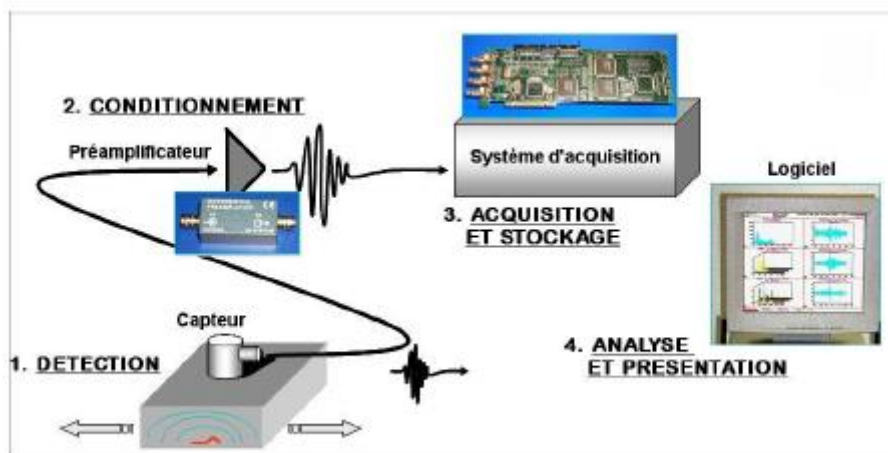 2. CONDITIONNEMENT
Préamplificateur
Système d'acquisition
Logiciel
3. ACQUISITION
ET STOCKAGE
Capteur
1. DETECTION
4. ANALYSE
ET PRESENTATION